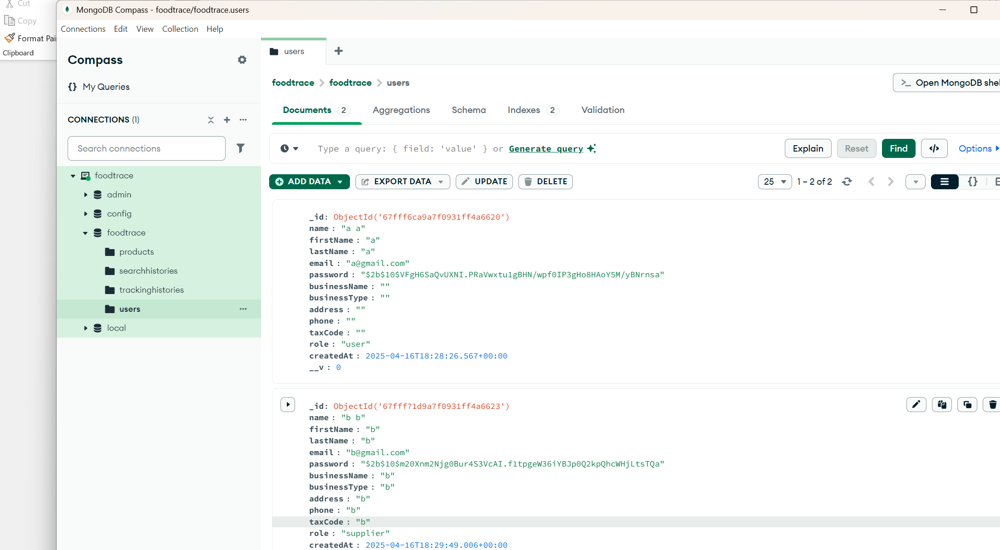 Cut
Copy
Format Pai
Clipboard
MongoDB Compass - foodtrace/foodtrace.users
Connections Edit View Collection Help
Compass
{} My Queries
CONNECTIONS (1)
Search connections
foodtrace
admin
config
foodtrace
products
searchhistories
trackinghistories
users
local
users
foodtrace > foodtrace > users
Open MongoDB shel
Documents 2 Aggregations Schema Indexes 2 Validation
Type a query: { field: 'value' } or Generate query
Explain Reset Find </> Options
ADD DATA EXPORT DATA UPDATE DELETE
25 1 – 2 of 2 {}
_id: ObjectId('67fff6ca9a7f0931ff4a6620')
name : "a a"
firstName : "a"
lastName : "a"
email : "a@gmail.com"
password : "$2b$10$VFgH6SaQvUXNI.PRaVwxtu1gBHN/wpf0IP3gHo8HAoY5M/yBNrnsa"
businessName : ""
businessType : ""
address : ""
phone : ""
taxCode : ""
role : "user"
createdAt : 2025-04-16T18:28:26.567+00:00
__v : 0
_id: ObjectId('67fff71d9a7f0931ff4a6623')
name : "b b"
firstName : "b"
lastName : "b"
email : "b@gmail.com"
password : "$2b$10$m20Xnm2Njg0Bur4S3VcAI.f1tpgeW36iYBJp0Q2kpQhcWHjLtsTQa"
businessName : "b"
businessType : "b"
address : "b"
phone : "b"
taxCode : "b"
role : "supplier"
createdAt : 2025-04-16T18:29:49.006+00:00